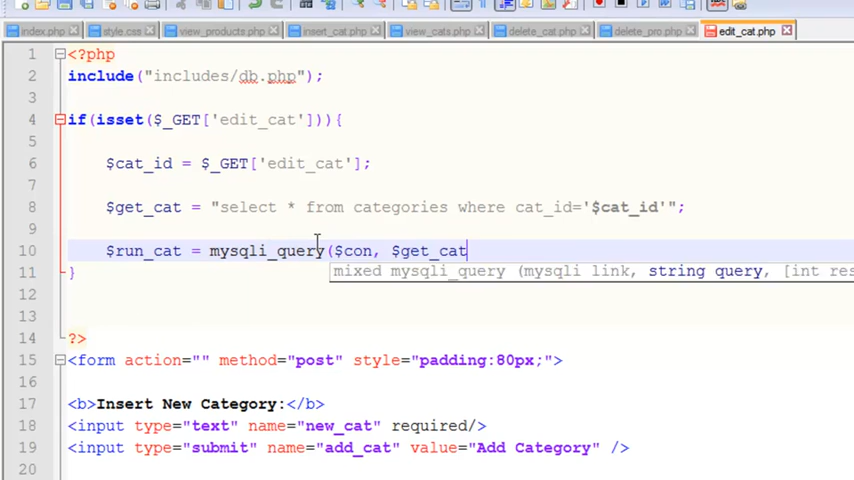 index.php style.css view_products.php insert_cat.php view_cats.php delete_cat.php delete_pro.php edit_cat.php
1 <?php
2 include("includes/db.php");
3
4 if(isset($_GET['edit_cat'])){
5
6 $cat_id = $_GET['edit_cat'];
7
8 $get_cat = "select * from categories where cat_id='$cat_id'";
9
10 $run_cat = mysqli_query($con, $get_cat
mixed mysqli_query (mysqli link, string query, [int res
11 }
12
13
14 ?>
15 <form action="" method="post" style="padding:80px;">
16
17 <b>Insert New Category:</b>
18 <input type="text" name="new_cat" required/>
19 <input type="submit" name="add_cat" value="Add Category" />
20